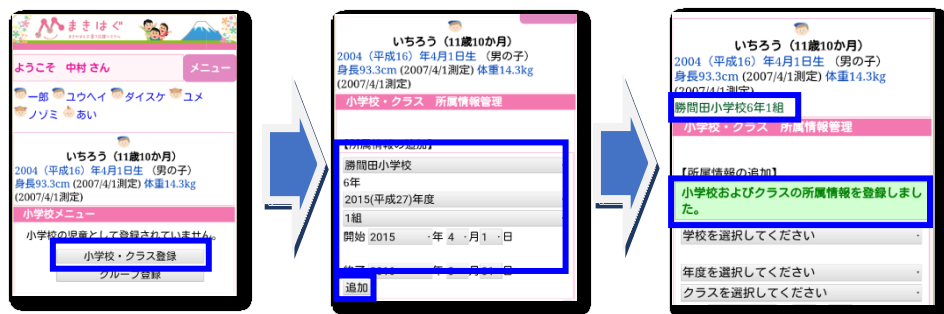 まきはぐ
ようこそ 中村 さん
メニュー
一郎 ユウヘイ ダイスケ ユメ
ノゾミ あい
いちろう（11歳10か月）
2004（平成16）年4月1日生 （男の子）
身長93.3cm (2007/4/1測定) 体重14.3kg
(2007/4/1測定)
小学校メニュー
小学校の児童として登録されていません。
小学校・クラス登録
グループ登録
いちろう（11歳10か月）
2004（平成16）年4月1日生 （男の子）
身長93.3cm (2007/4/1測定) 体重14.3kg
(2007/4/1測定)
小学校・クラス 所属情報管理
【所属情報の追加】
勝間田小学校
6年
2015(平成27)年度
1組
開始 2015 年 4 月 1 日
年 月 日
追加
いちろう（11歳10か月）
2004（平成16）年4月1日生 （男の子）
身長93.3cm (2007/4/1測定) 体重14.3kg
(2007/4/1測定)
勝間田小学校6年1組
小学校・クラス 所属情報管理
【所属情報の追加】
小学校およびクラスの所属情報を登録しまし
た。
学校を選択してください
年度を選択してください
クラスを選択してください